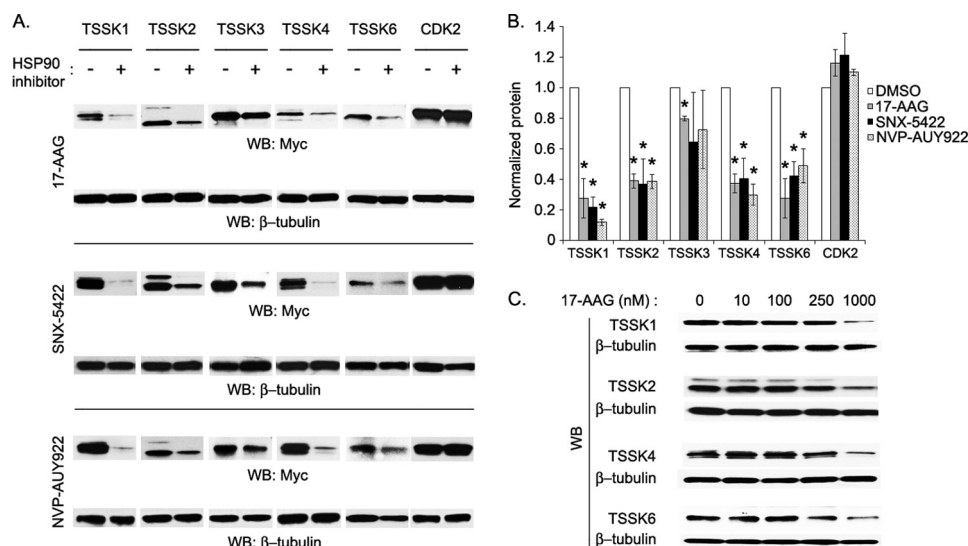 A.
TSSK1 TSSK2 TSSK3 TSSK4 TSSK6 CDK2
HSP90
inhibitor : - + - + - + - + - + - +
17-AAG
WB: Myc
WB: β–tubulin
SNX-5422
WB: Myc
WB: β–tubulin
NVP-AUY922
WB: Myc
WB: β–tubulin
B.
Normalized protein
1.4
1.2
1.0
0.8
0.6
0.4
0.2
0
* * *
* * *
*
* * *
* * *
TSSK1 TSSK2 TSSK3 TSSK4 TSSK6 CDK2
DMSO
17-AAG
SNX-5422
NVP-AUY922
C.
17-AAG (nM) : 0 10 100 250 1000
WB
TSSK1
β–tubulin
TSSK2
β–tubulin
TSSK4
β–tubulin
TSSK6
β–tubulin